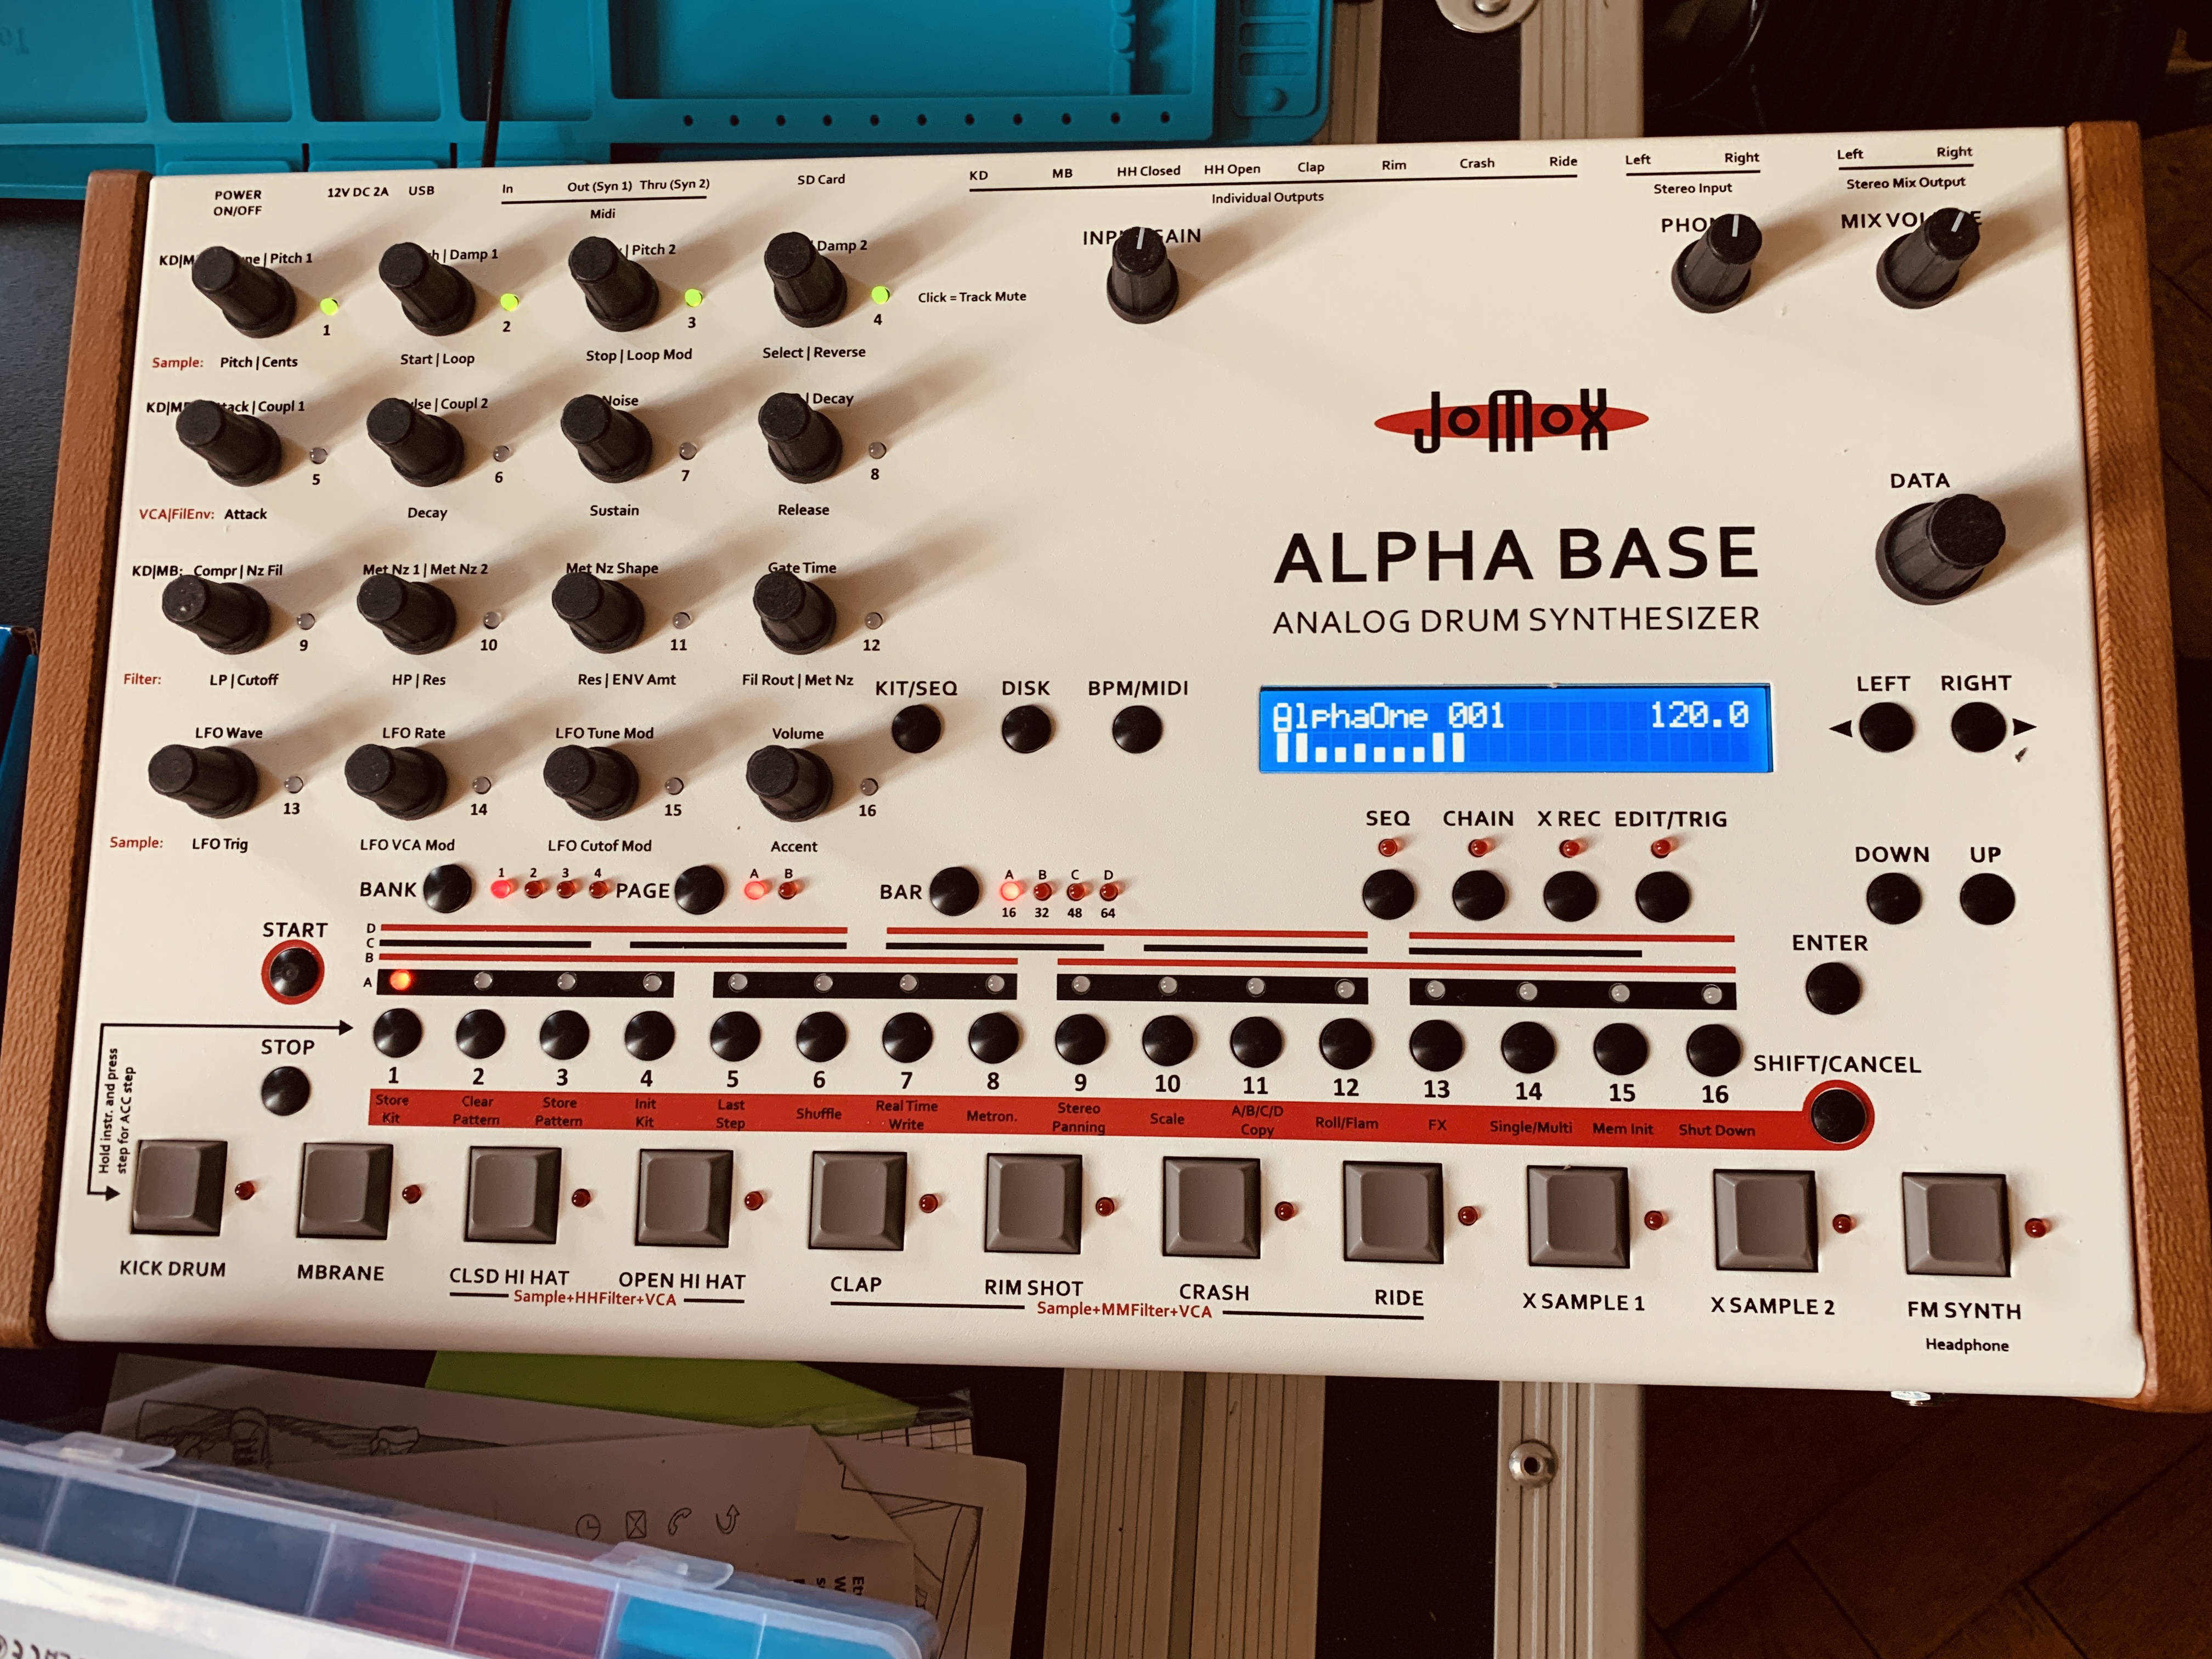 POWER
ON/OFF
12V DC 2A
USB
In
Out (Syn 1)
Thru (Syn 2)
Midi
SD Card
KD
MB
HH Closed
HH Open
Clap
Rim
Crash
Ride
Individual Outputs
Left
Right
Stereo Input
Left
Right
Stereo Mix Output
| Pitch 1
| Damp 1
| Pitch 2
Damp 2
1
2
3
4
Click = Track Mute
Sample:
Pitch | Cents
Start | Loop
Stop | Loop Mod
Select | Reverse
| Coupl 1
| Coupl 2
Noise
| Decay
5
6
7
8
VCA|FilEnv:
Attack
Decay
Sustain
Release
JoMoX
DATA
ALPHA BASE
ANALOG DRUM SYNTHESIZER
KD|MB:
Compr | Nz Fil
Met Nz 1 | Met Nz 2
Met Nz Shape
Gate Time
9
10
11
12
Filter:
LP | Cutoff
HP | Res
Res | ENV Amt
Fil Rout | Met Nz
KIT/SEQ
DISK
BPM/MIDI
AlphaOne 001 120.0
LEFT
RIGHT
LFO Wave
LFO Rate
LFO Tune Mod
Volume
13
14
15
16
Sample:
LFO Trig
LFO VCA Mod
LFO Cutof Mod
Accent
SEQ
CHAIN
X REC
EDIT/TRIG
DOWN
UP
BANK
1 2 3 4
PAGE
A B
BAR
A B C D
16 32 48 64
START
D
C
B
A
ENTER
STOP
Hold instr. and press
step for ACC step
1 2 3 4 5 6 7 8 9 10 11 12 13 14 15 16
SHIFT/CANCEL
Store
Kit
Clear
Pattern
Store
Pattern
Init
Kit
Last
Step
Shuffle
Real Time
Write
Metron.
Stereo
Panning
Scale
A/B/C/D
Copy
Roll/Flam
FX
Single/Multi
Mem Init
Shut Down
KICK DRUM
MBRANE
CLSD HI HAT
OPEN HI HAT
Sample+HHFilter+VCA
CLAP
RIM SHOT
CRASH
RIDE
Sample+MMFilter+VCA
X SAMPLE 1
X SAMPLE 2
FM SYNTH
Headphone